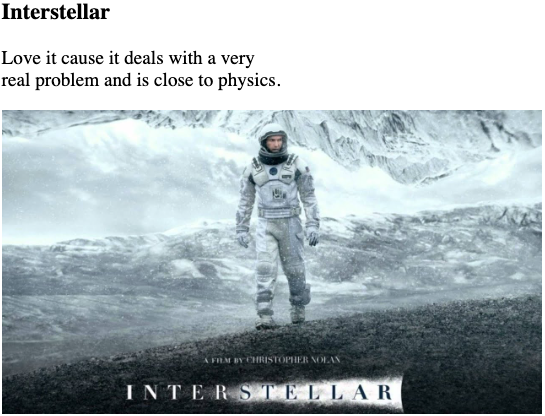 Interstellar
Love it cause it deals with a very
real problem and is close to physics.
A FILM BY CHRISTOPHER NOLAN
INTERSTELLAR